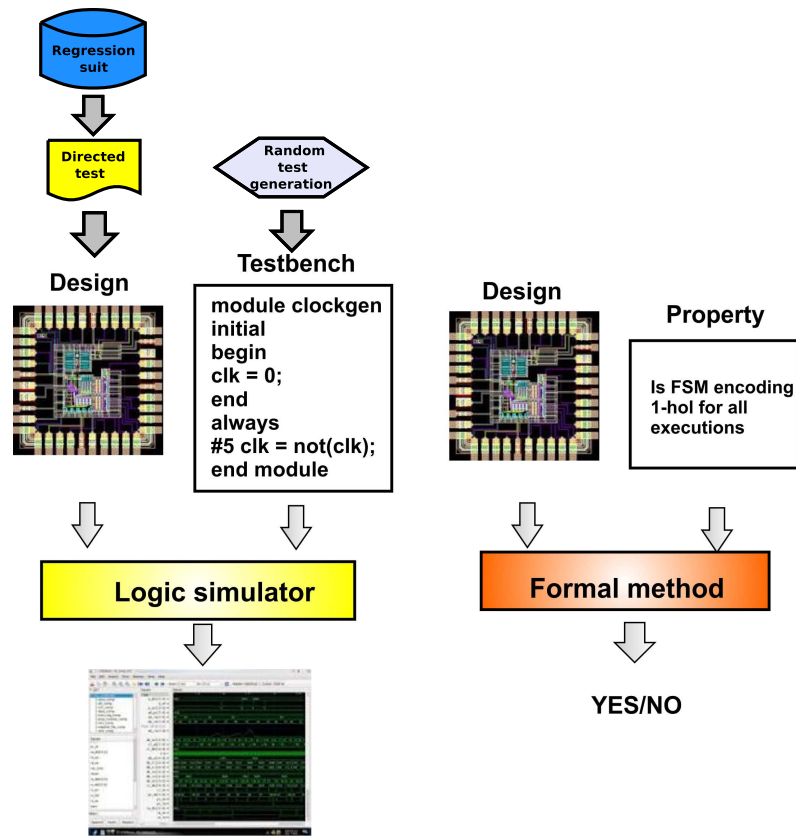 Regression
suit
Directed
test
Random
test
generation
Design
Testbench
module clockgen
initial
begin
clk = 0;
end
always
#5 clk = not(clk);
end module
Logic simulator
Design
Property
Is FSM encoding
1-hol for all
executions
Formal method
YES/NO